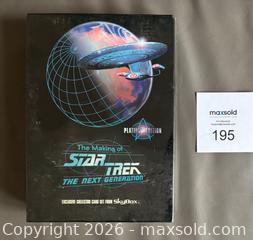 PLATINUM EDITION
The Making of
STAR
TREK
THE NEXT GENERATION
EXCLUSIVE COLLECTOR CARD SET FROM SKYBOX
maxsold
195
Copyright 2026 - maxsold.com